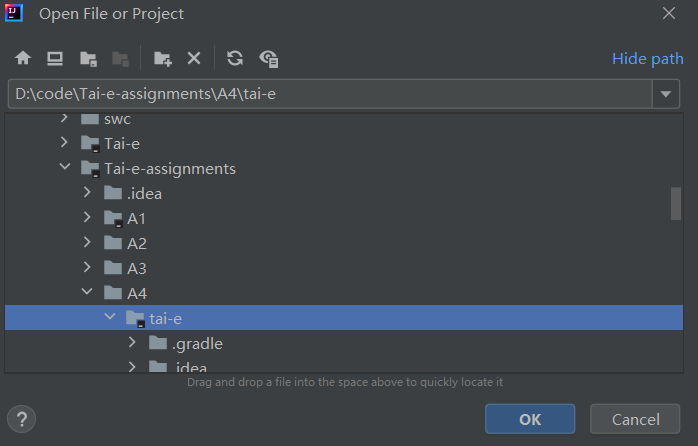 IJ
Open File or Project
Hide path
D:\code\Tai-e-assignments\A4\tai-e
swc
Tai-e
Tai-e-assignments
.idea
A1
A2
A3
A4
tai-e
.gradle
.idea
Drag and drop a file into the space above to quickly locate it
?
OK
Cancel